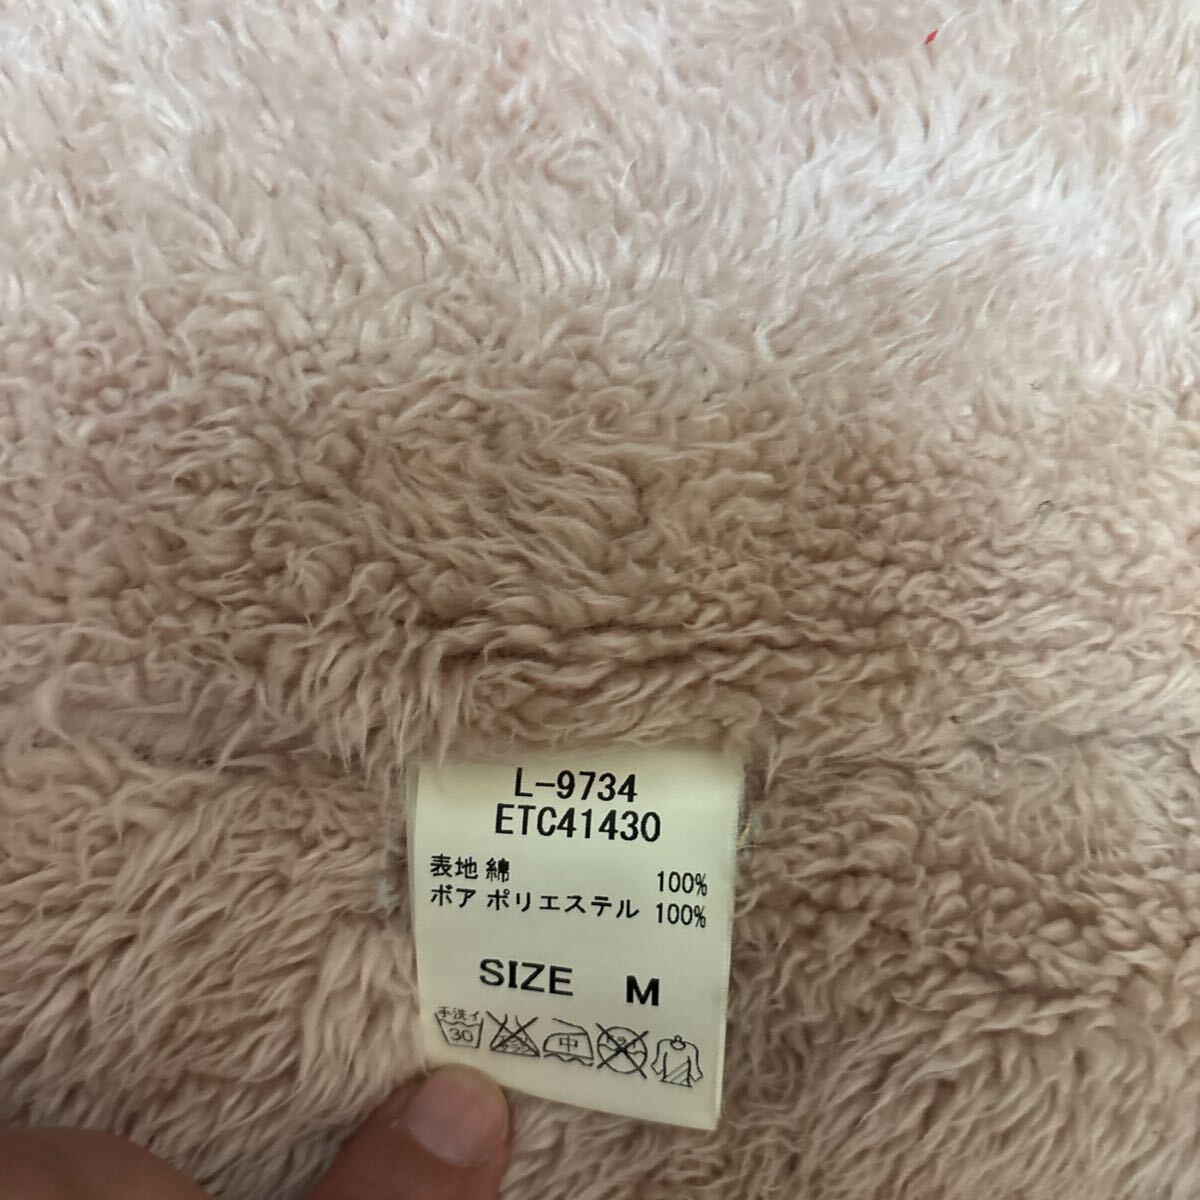 L-9734
ETC41430
表地 綿 100%
ボア ポリエステル 100%
SIZE M
手洗イ
30 中